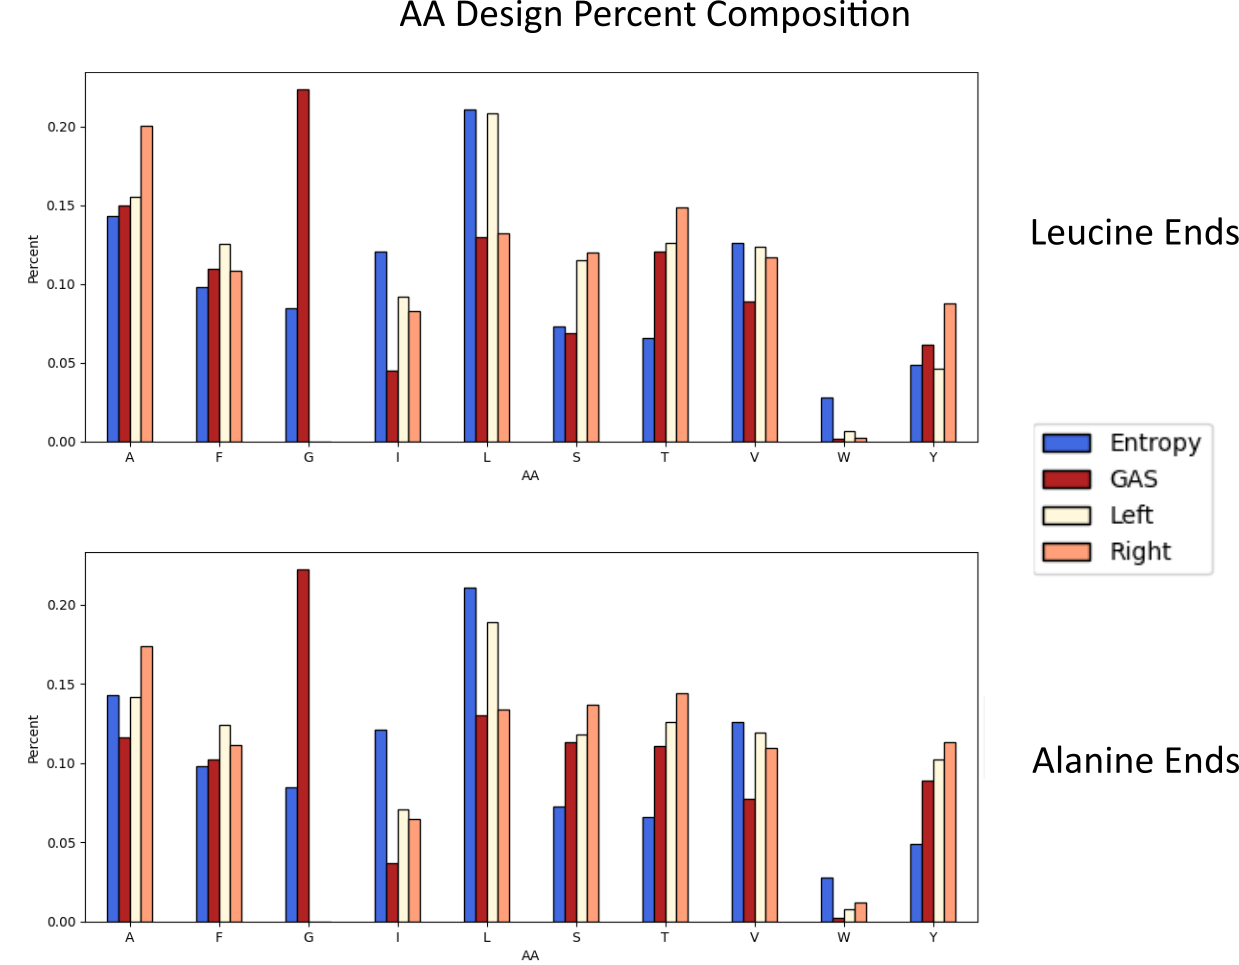 AA Design Percent Composition
0.20
0.15
0.10
0.05
0.00
Percent
A F G I L S T V W Y
AA
Leucine Ends
Entropy
GAS
Left
Right
0.20
0.15
0.10
0.05
0.00
Percent
A F G I L S T V W Y
AA
Alanine Ends